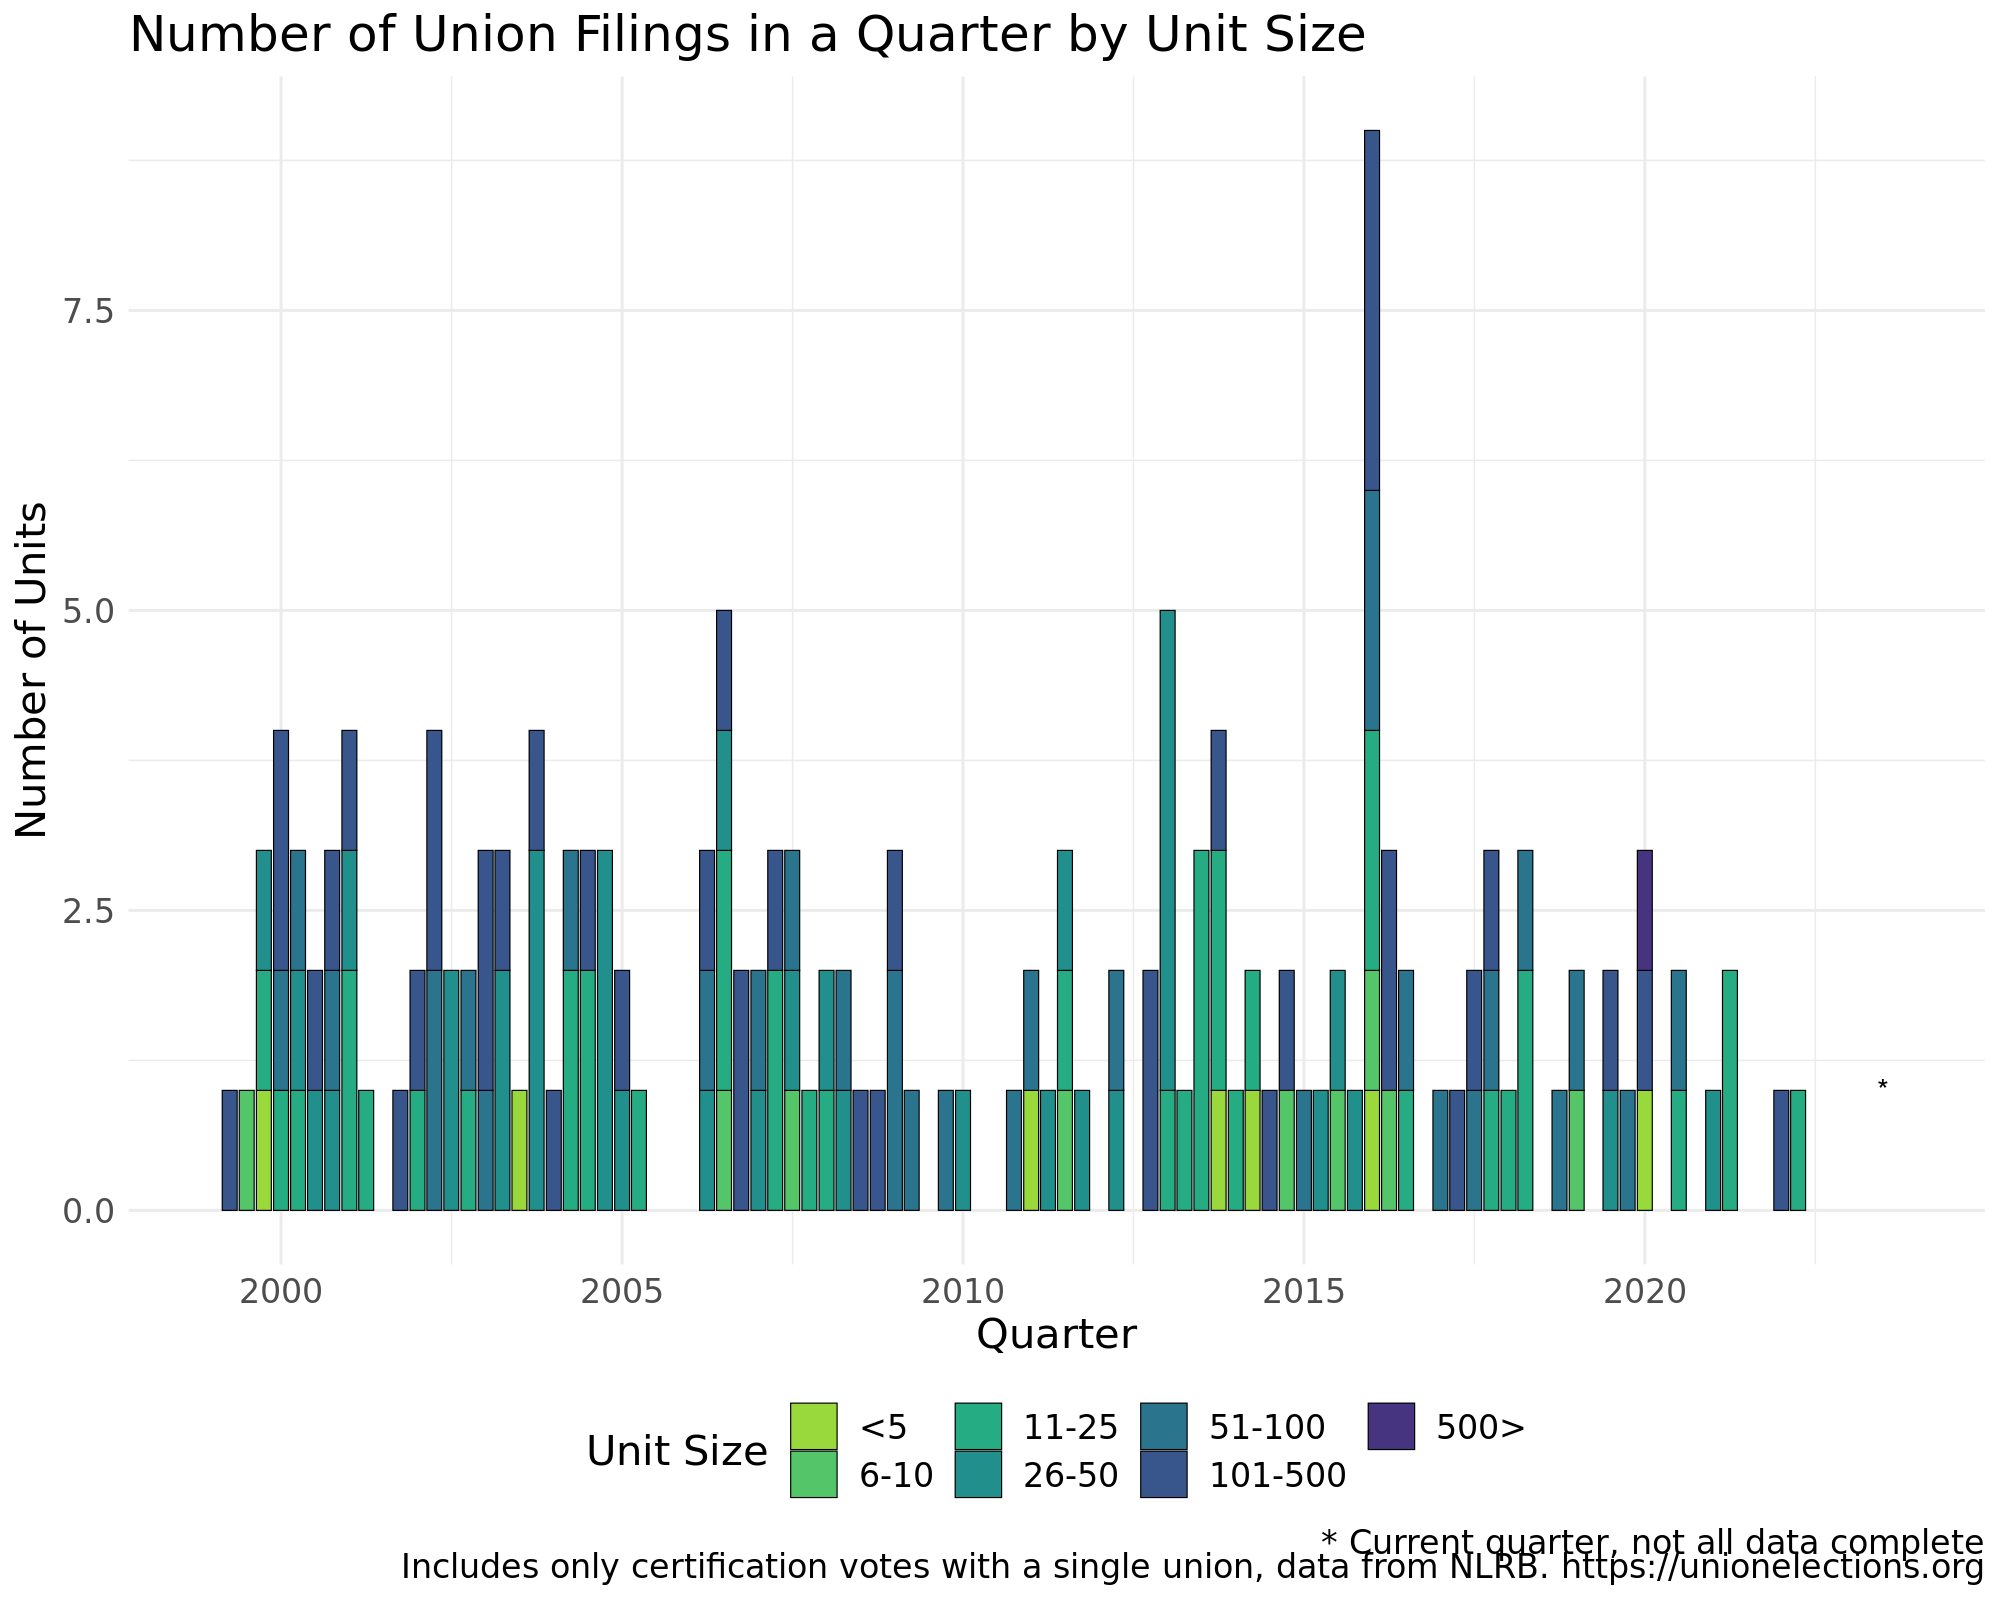 Number of Union Filings in a Quarter by Unit Size
Number of Units
7.5
5.0
2.5
0.0
*
2000 2005 2010 2015 2020
Quarter
Unit Size
<5 11-25 51-100 500>
6-10 26-50 101-500
* Current quarter, not all data complete
Includes only certification votes with a single union, data from NLRB. https://unionelections.org